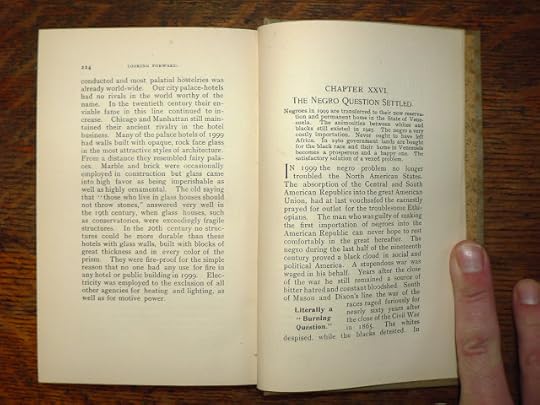 224
LOOKING FORWARD.
conducted and most palatial hostelries was
already world-wide. Our city palace-hotels
had no rivals in the world worthy of the
name. In the twentieth century their en-
viable fame in this line continued to in-
crease. Chicago and Manhattan still main-
tained their ancient rivalry in the hotel
business. Many of the palace hotels of 1999
had walls built with opaque, rock face glass
in the most attractive styles of architecture.
From a distance they resembled fairy pala-
ces. Marble and brick were occasionally
employed in construction but glass came
into high favor as being imperishable as
well as highly ornamental. The old saying
that "those who live in glass houses should
not throw stones," answered very well in
the 19th century, when glass houses, such
as conservatories, were exceedingly fragile
structures. In the 20th century no struc-
tures could be more durable than these
hotels with glass walls, built with blocks of
great thickness and in every color of the
prism. They were fire-proof for the simple
reason that no one had any use for fire in
any hotel or public building in 1999. Elec-
tricity was employed to the exclusion of all
other agencies for heating and lighting, as
well as for motive power.
CHAPTER XXVI.
THE NEGRO QUESTION SETTLED.
Negroes in 1999 are transferred to their new reser-
vation and permanent home in the State of Ven-
ezuela. The animosities between whites and
blacks still existed in 1925. The negro a very
costly importation. Never ought to have left
Africa. In 1960 government lands are bought
for the black race and their home in Venezuela
becomes a prosperous and a happy one. The
satisfactory solution of a vexed problem.
IN 1999 the negro problem no longer
troubled the North American States.
The absorption of the Central and South
American Republics into the great American
Union, had at last vouchsafed the earnestly
prayed for outlet for the troublesome Ethi-
opians. The man who was guilty of making
the first importation of negroes into the
American Republic can never hope to rest
comfortably in the great hereafter. The
negro during the last half of the nineteenth
century proved a black cloud in social and
political America. A stupendous war was
waged in his behalf. Years after the close
of the war he still remained a source of
bitter hatred and constant bloodshed. South
of Mason and Dixon's line the war of the
races raged furiously for
nearly sixty years after
the close of the Civil War
in 1865. The whites
Literally a
"Burning
Question."
despised, while the blacks detested. In